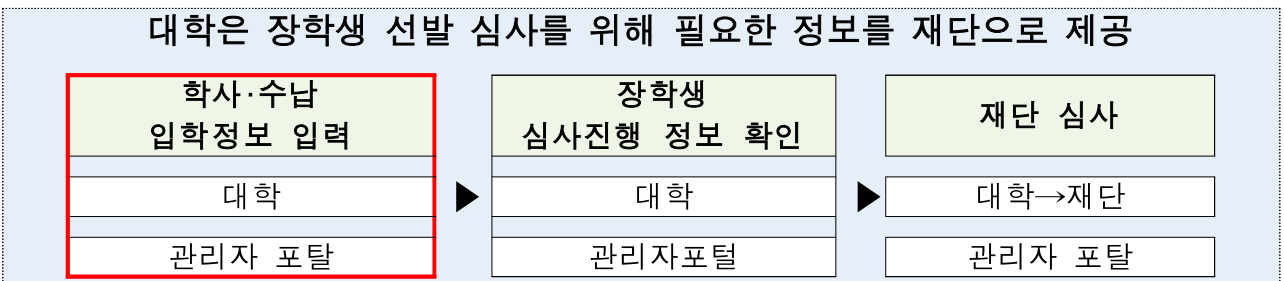 대학은 장학생 선발 심사를 위해 필요한 정보를 재단으로 제공
학사·수납
입학정보 입력
대학
관리자 포탈
▶
장학생
심사진행 정보 확인
대학
관리자포털
▶
재단 심사
대학→재단
관리자 포탈